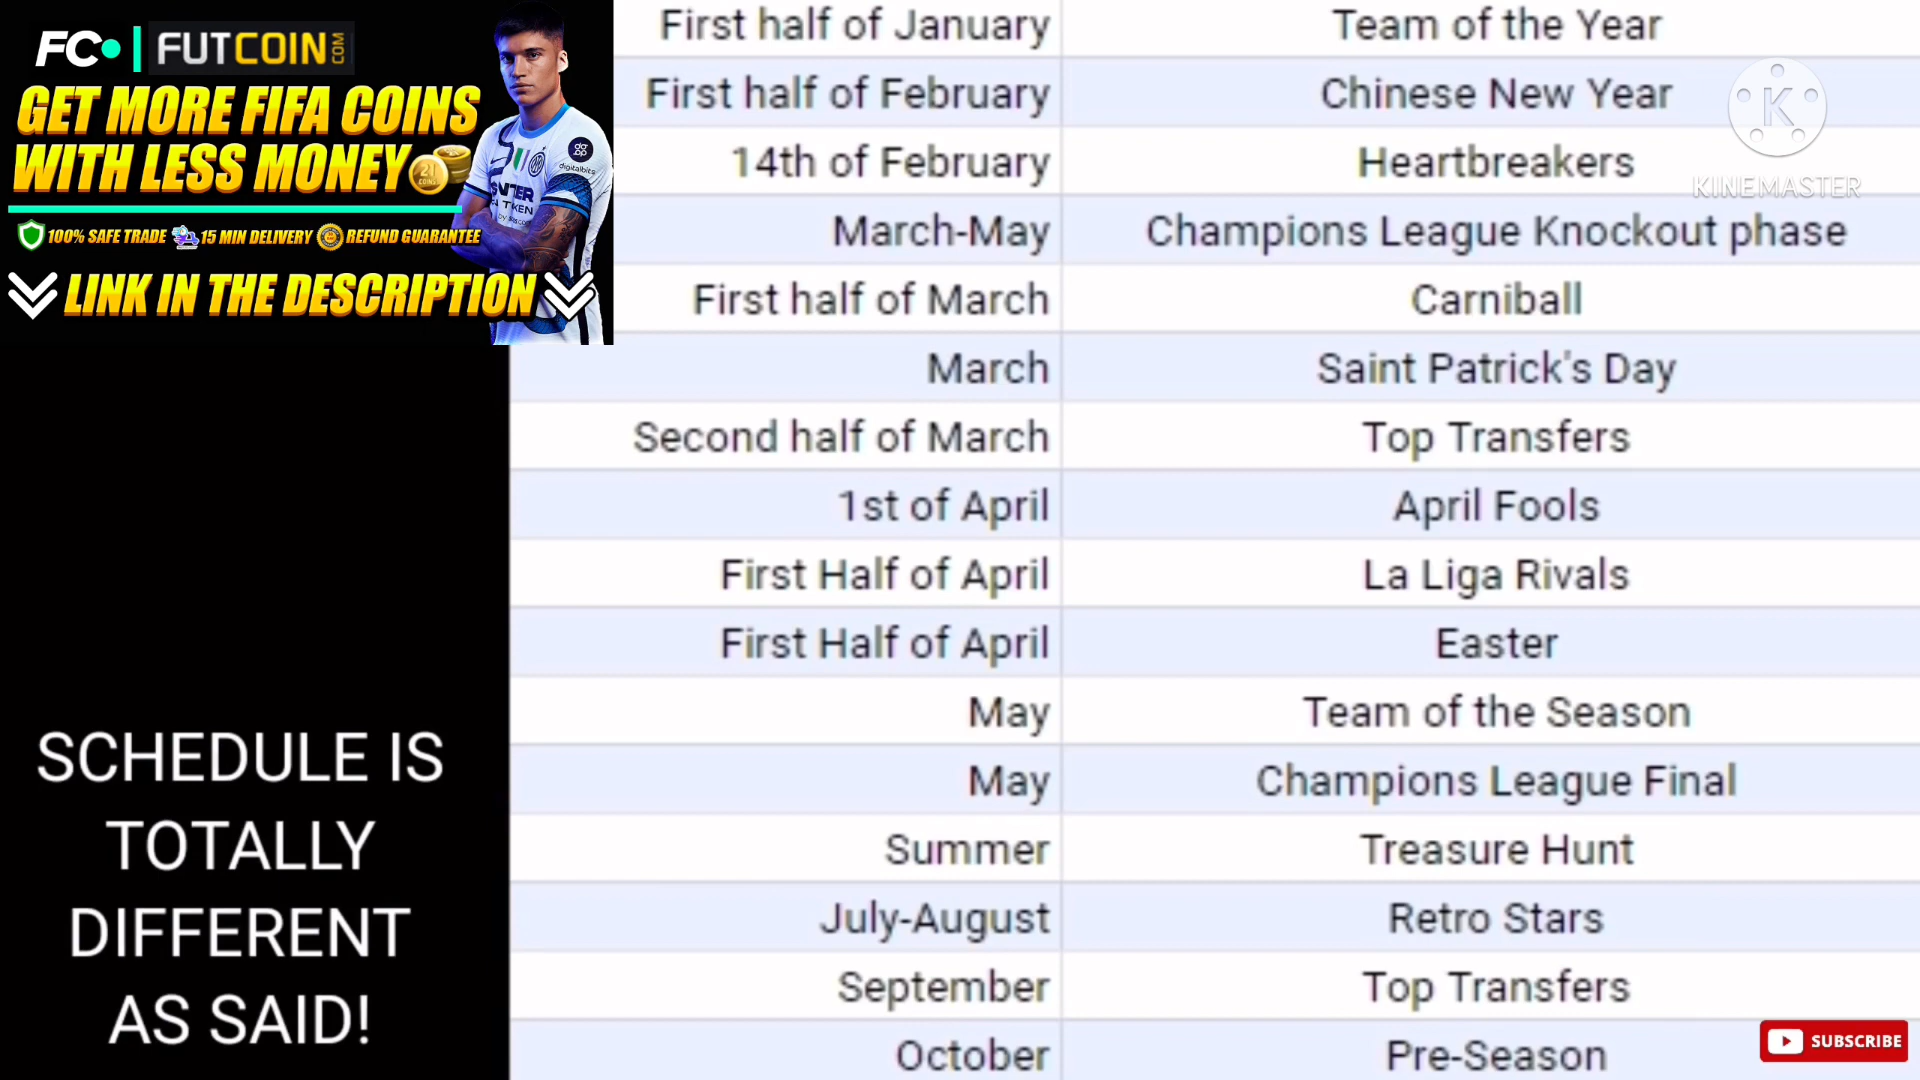 FC
FUTCOIN.COM
GET MORE FIFA COINS
WITH LESS MONEY
100% SAFE TRADE 15 MIN DELIVERY REFUND GUARANTEE
LINK IN THE DESCRIPTION
digitalbits
First half of January Team of the Year
First half of February Chinese New Year
14th of February Heartbreakers
March-May Champions League Knockout phase
First half of March Carniball
March Saint Patrick's Day
Second half of March Top Transfers
1st of April April Fools
First Half of April La Liga Rivals
First Half of April Easter
May Team of the Season
May Champions League Final
Summer Treasure Hunt
July-August Retro Stars
September Top Transfers
October Pre-Season
K
KINEMASTER
SCHEDULE IS
TOTALLY
DIFFERENT
AS SAID!
SUBSCRIBE